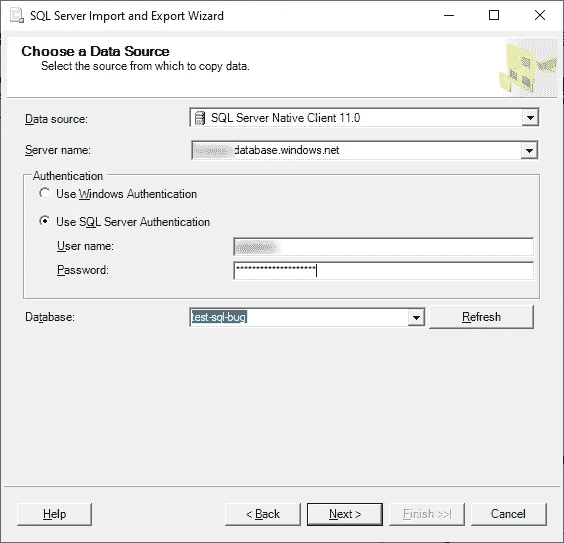 SQL Server Import and Export Wizard
Choose a Data Source
Select the source from which to copy data.
Data source: SQL Server Native Client 11.0
Server name: database.windows.net
Authentication
Use Windows Authentication
Use SQL Server Authentication
User name:
Password: ********************
Database: test-sql-bug Refresh
Help < Back Next > Finish >>| Cancel